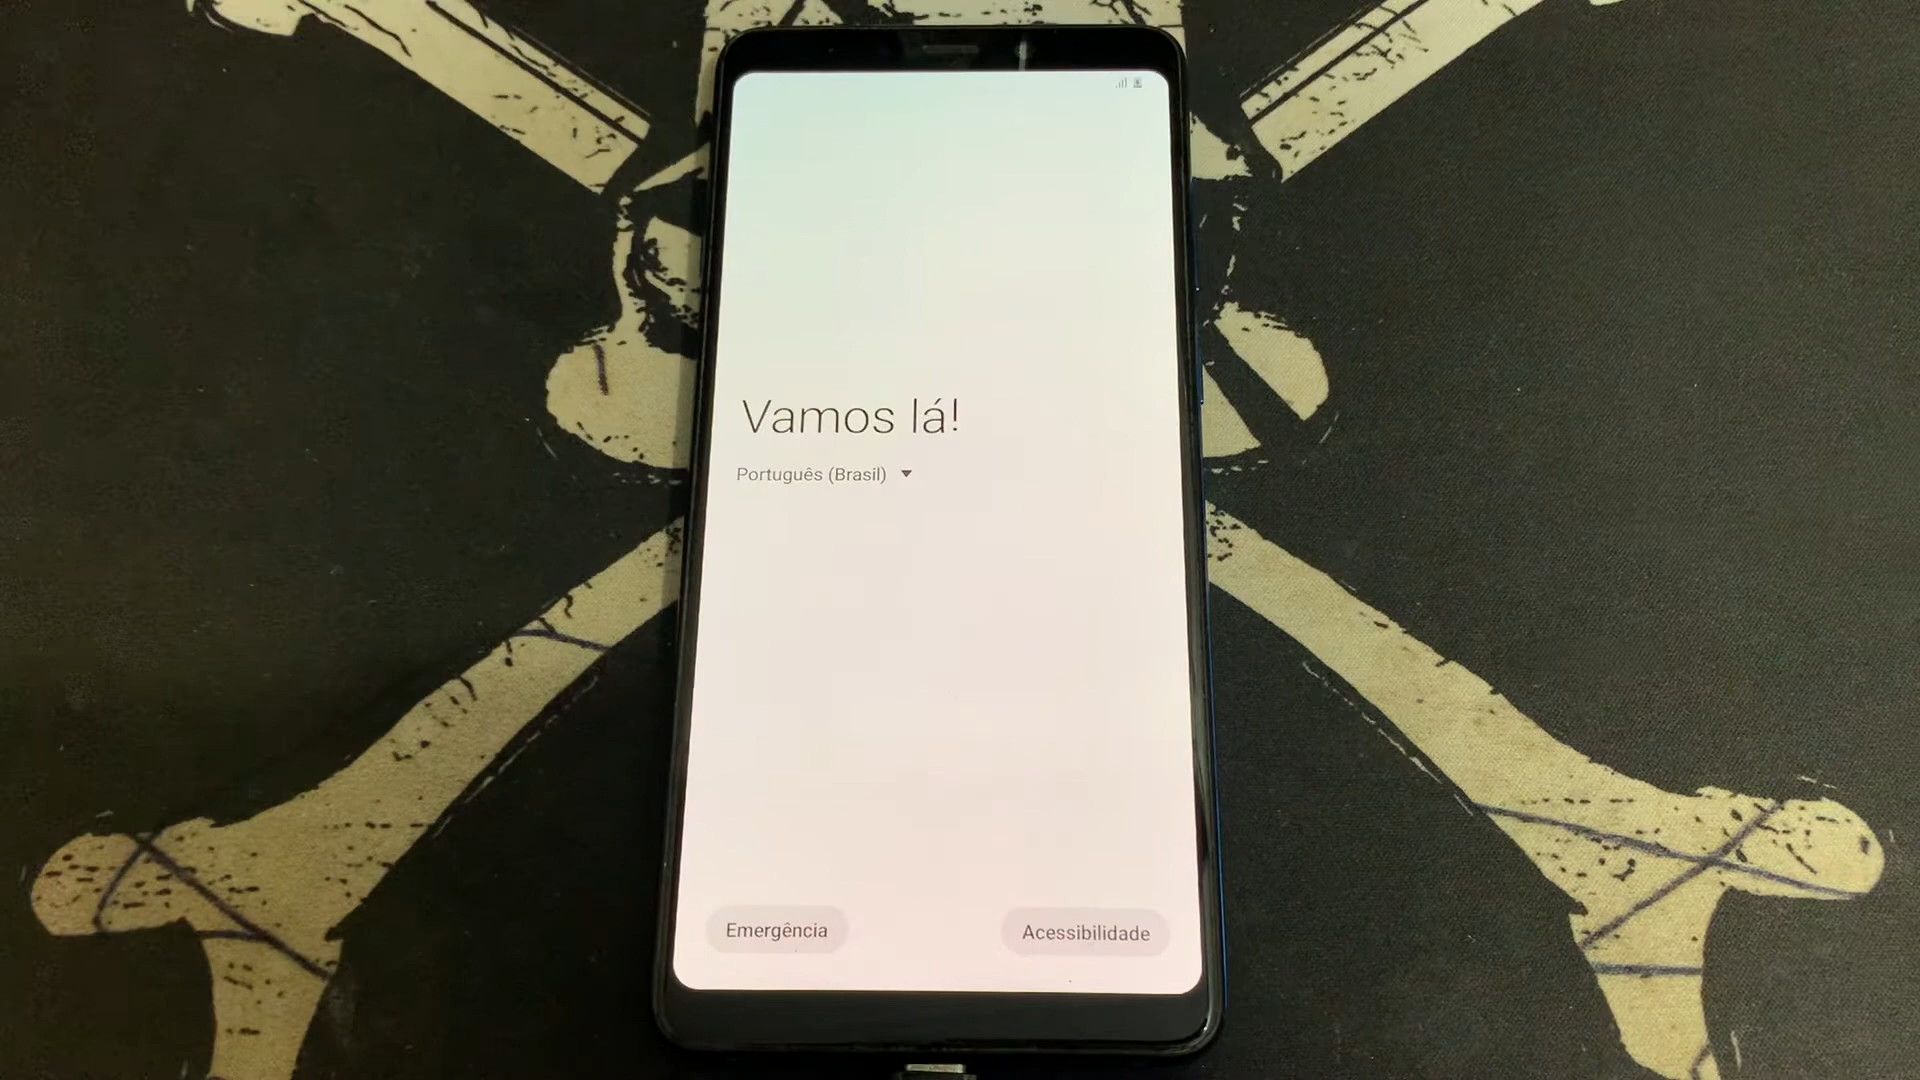 Vamos lá!
Português (Brasil)
Emergência
Acessibilidade